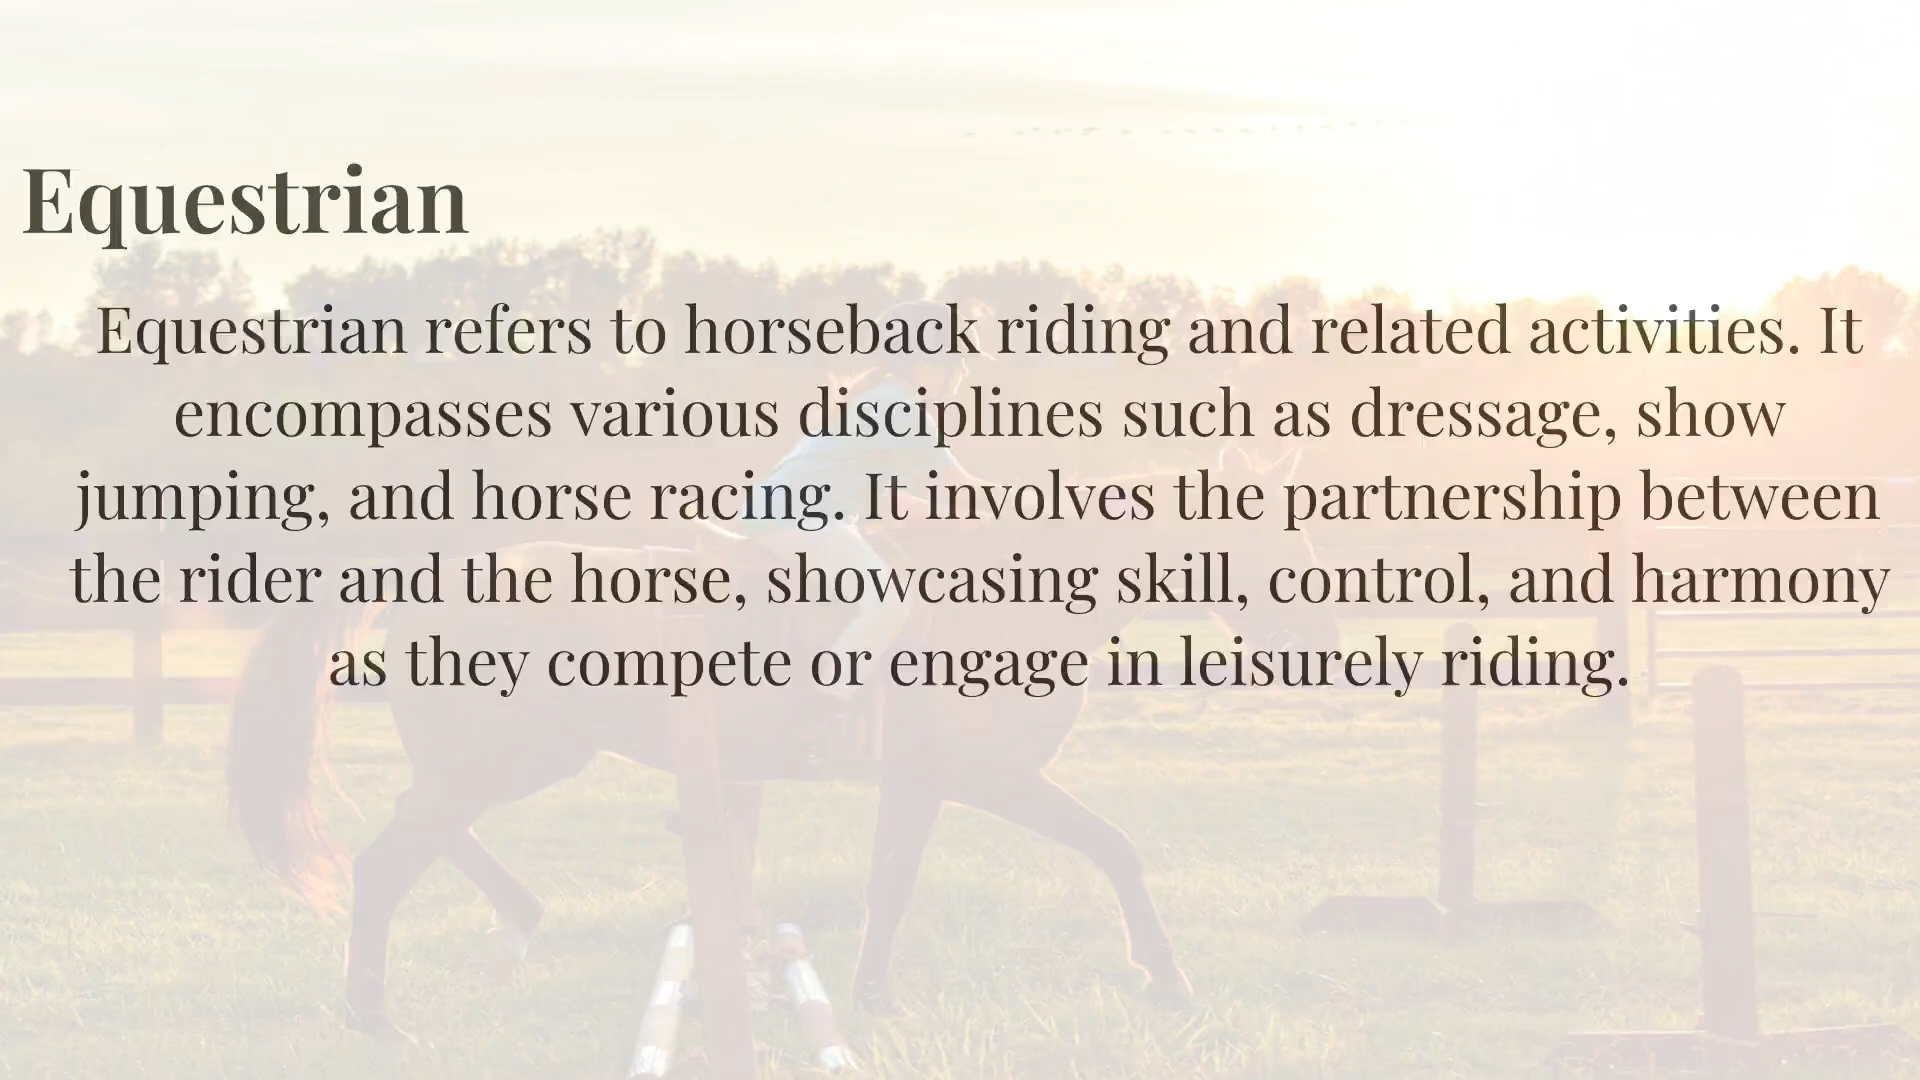 Equestrian
Equestrian refers to horseback riding and related activities. It
encompasses various disciplines such as dressage, show
jumping, and horse racing. It involves the partnership between
the rider and the horse, showcasing skill, control, and harmony
as they compete or engage in leisurely riding.